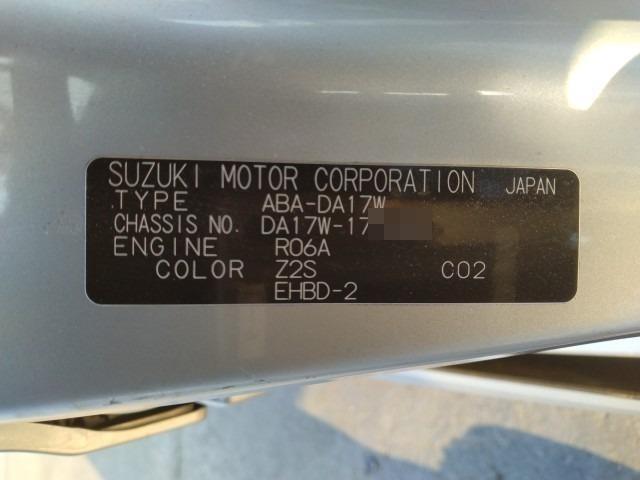 SUZUKI MOTOR CORPORATION JAPAN
TYPE ABA-DA17W
CHASSIS NO. DA17W-17
ENGINE R06A
COLOR Z2S C02
EHBD-2